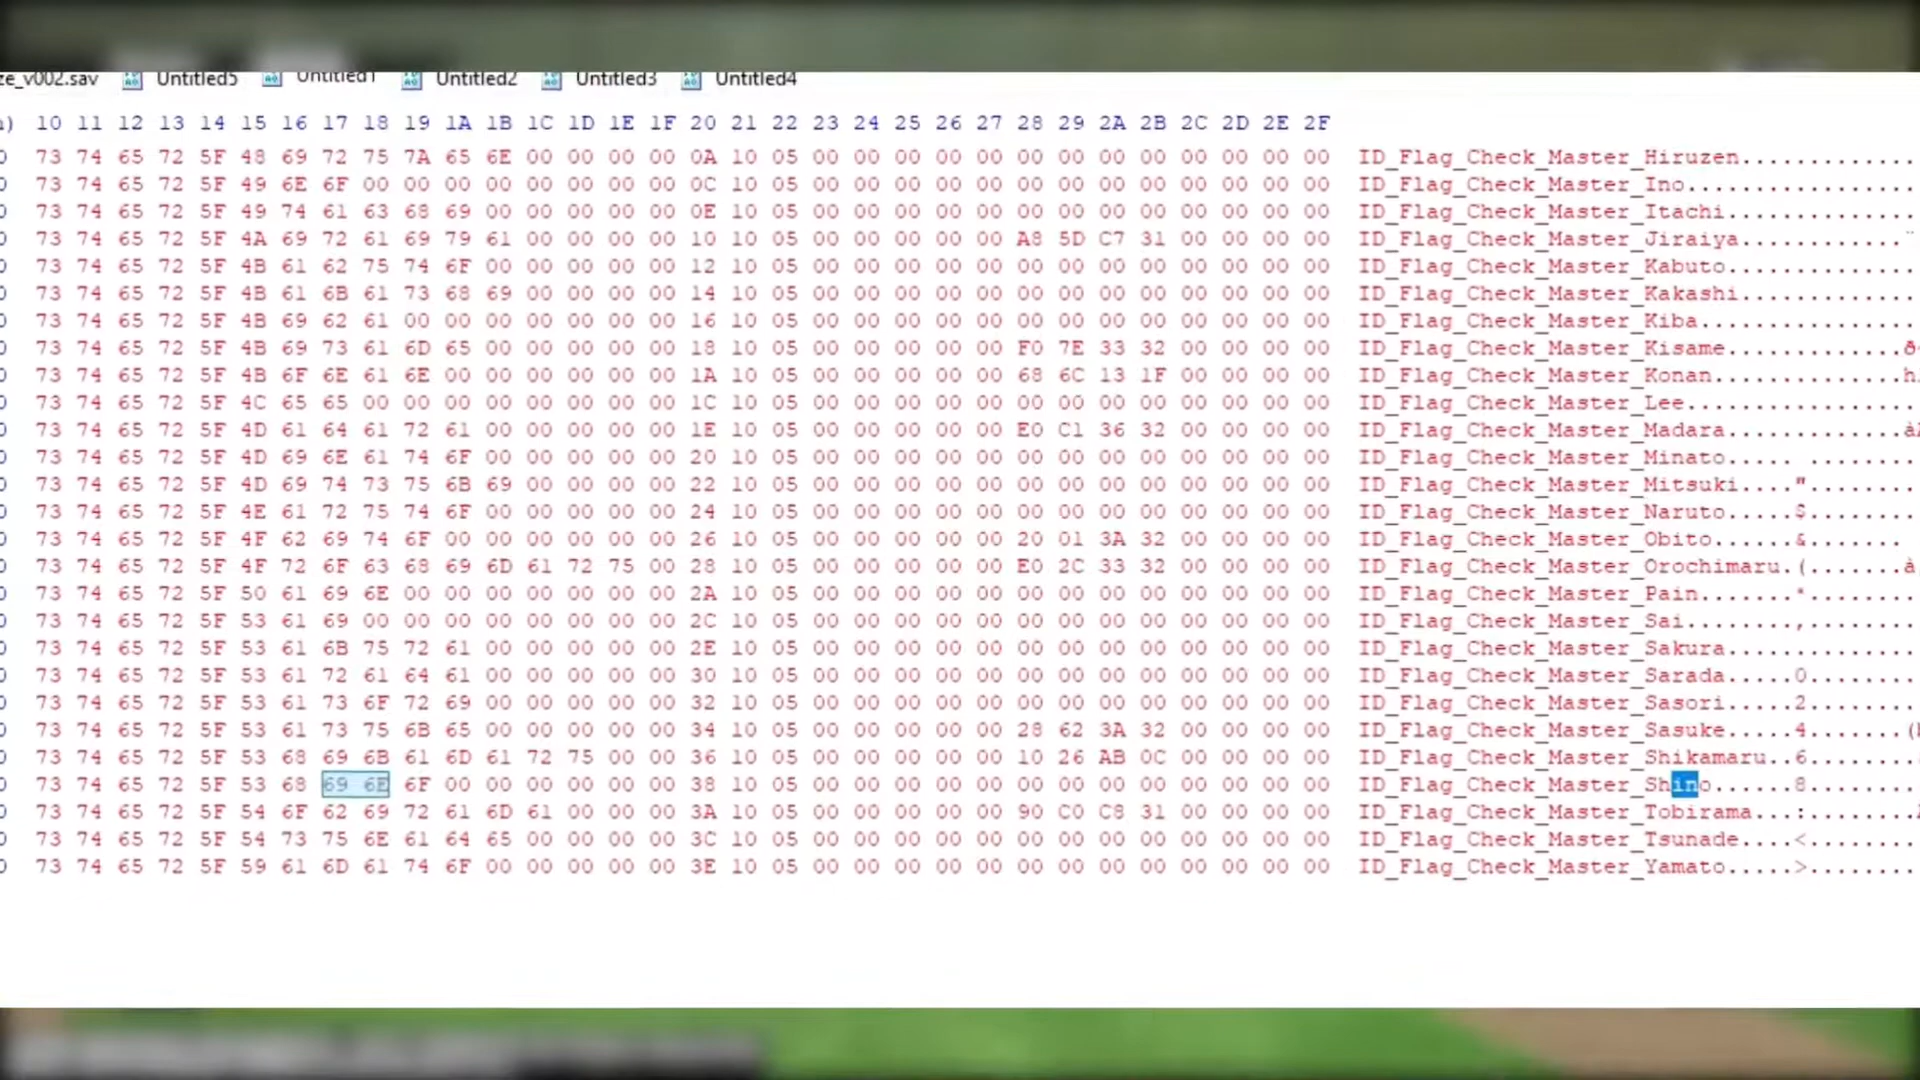 ze_v002.sav Untitled5 Untitled1 Untitled2 Untitled3 Untitled4
) 10 11 12 13 14 15 16 17 18 19 1A 1B 1C 1D 1E 1F 20 21 22 23 24 25 26 27 28 29 2A 2B 2C 2D 2E 2F
0 73 74 65 72 5F 48 69 72 75 7A 65 6E 00 00 00 00 0A 10 05 00 00 00 00 00 00 00 00 00 00 00 00 00 ID_Flag_Check_Master_Hiruzen.............
0 73 74 65 72 5F 49 6E 6F 00 00 00 00 00 00 00 00 0C 10 05 00 00 00 00 00 00 00 00 00 00 00 00 00 ID_Flag_Check_Master_Ino.................
0 73 74 65 72 5F 49 74 61 63 68 69 00 00 00 00 00 0E 10 05 00 00 00 00 00 00 00 00 00 00 00 00 00 ID_Flag_Check_Master_Itachi..............
0 73 74 65 72 5F 4A 69 72 61 69 79 61 00 00 00 00 10 10 05 00 00 00 00 00 A8 5D C7 31 00 00 00 00 ID_Flag_Check_Master_Jiraiya............¨
0 73 74 65 72 5F 4B 61 62 75 74 6F 00 00 00 00 00 12 10 05 00 00 00 00 00 00 00 00 00 00 00 00 00 ID_Flag_Check_Master_Kabuto..............
0 73 74 65 72 5F 4B 61 6B 61 73 68 69 00 00 00 00 14 10 05 00 00 00 00 00 00 00 00 00 00 00 00 00 ID_Flag_Check_Master_Kakashi.............
0 73 74 65 72 5F 4B 69 62 61 00 00 00 00 00 00 00 16 10 05 00 00 00 00 00 00 00 00 00 00 00 00 00 ID_Flag_Check_Master_Kiba................
0 73 74 65 72 5F 4B 69 73 61 6D 65 00 00 00 00 00 18 10 05 00 00 00 00 00 F0 7E 33 32 00 00 00 00 ID_Flag_Check_Master_Kisame.............ð
0 73 74 65 72 5F 4B 6F 6E 61 6E 00 00 00 00 00 00 1A 10 05 00 00 00 00 00 68 6C 13 1F 00 00 00 00 ID_Flag_Check_Master_Konan..............h
0 73 74 65 72 5F 4C 65 65 00 00 00 00 00 00 00 00 1C 10 05 00 00 00 00 00 00 00 00 00 00 00 00 00 ID_Flag_Check_Master_Lee.................
0 73 74 65 72 5F 4D 61 64 61 72 61 00 00 00 00 00 1E 10 05 00 00 00 00 00 E0 C1 36 32 00 00 00 00 ID_Flag_Check_Master_Madara.............à
0 73 74 65 72 5F 4D 69 6E 61 74 6F 00 00 00 00 00 20 10 05 00 00 00 00 00 00 00 00 00 00 00 00 00 ID_Flag_Check_Master_Minato..... ........
0 73 74 65 72 5F 4D 69 74 73 75 6B 69 00 00 00 00 22 10 05 00 00 00 00 00 00 00 00 00 00 00 00 00 ID_Flag_Check_Master_Mitsuki...."........
0 73 74 65 72 5F 4E 61 72 75 74 6F 00 00 00 00 00 24 10 05 00 00 00 00 00 00 00 00 00 00 00 00 00 ID_Flag_Check_Master_Naruto.....$........
0 73 74 65 72 5F 4F 62 69 74 6F 00 00 00 00 00 00 26 10 05 00 00 00 00 00 20 01 3A 32 00 00 00 00 ID_Flag_Check_Master_Obito......&.......
0 73 74 65 72 5F 4F 72 6F 63 68 69 6D 61 72 75 00 28 10 05 00 00 00 00 00 E0 2C 33 32 00 00 00 00 ID_Flag_Check_Master_Orochimaru.(.......à
0 73 74 65 72 5F 50 61 69 6E 00 00 00 00 00 00 00 2A 10 05 00 00 00 00 00 00 00 00 00 00 00 00 00 ID_Flag_Check_Master_Pain.......*........
0 73 74 65 72 5F 53 61 69 00 00 00 00 00 00 00 00 2C 10 05 00 00 00 00 00 00 00 00 00 00 00 00 00 ID_Flag_Check_Master_Sai........,........
0 73 74 65 72 5F 53 61 6B 75 72 61 00 00 00 00 00 2E 10 05 00 00 00 00 00 00 00 00 00 00 00 00 00 ID_Flag_Check_Master_Sakura..............
0 73 74 65 72 5F 53 61 72 61 64 61 00 00 00 00 00 30 10 05 00 00 00 00 00 00 00 00 00 00 00 00 00 ID_Flag_Check_Master_Sarada.....0........
0 73 74 65 72 5F 53 61 73 6F 72 69 00 00 00 00 00 32 10 05 00 00 00 00 00 00 00 00 00 00 00 00 00 ID_Flag_Check_Master_Sasori.....2........
0 73 74 65 72 5F 53 61 73 75 6B 65 00 00 00 00 00 34 10 05 00 00 00 00 00 28 62 3A 32 00 00 00 00 ID_Flag_Check_Master_Sasuke.....4.......(
0 73 74 65 72 5F 53 68 69 6B 61 6D 61 72 75 00 00 36 10 05 00 00 00 00 00 10 26 AB 0C 00 00 00 00 ID_Flag_Check_Master_Shikamaru..6........
0 73 74 65 72 5F 53 68 69 6E 6F 00 00 00 00 00 00 38 10 05 00 00 00 00 00 00 00 00 00 00 00 00 00 ID_Flag_Check_Master_Shino......8........
0 73 74 65 72 5F 54 6F 62 69 72 61 6D 61 00 00 00 3A 10 05 00 00 00 00 00 90 C0 C8 31 00 00 00 00 ID_Flag_Check_Master_Tobirama...:........
0 73 74 65 72 5F 54 73 75 6E 61 64 65 00 00 00 00 3C 10 05 00 00 00 00 00 00 00 00 00 00 00 00 00 ID_Flag_Check_Master_Tsunade....<........
0 73 74 65 72 5F 59 61 6D 61 74 6F 00 00 00 00 00 3E 10 05 00 00 00 00 00 00 00 00 00 00 00 00 00 ID_Flag_Check_Master_Yamato.....>........